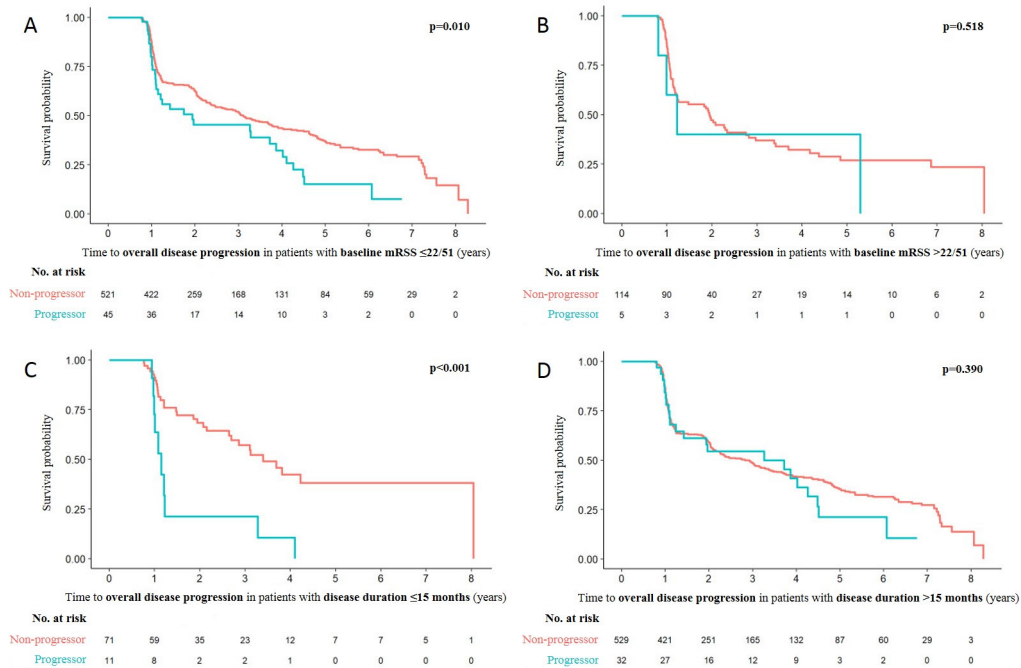 A
p=0.010
Survival probability
1.00
0.75
0.50
0.25
0.00
0 1 2 3 4 5 6 7 8
Time to overall disease progression in patients with baseline mRSS ≤22/51 (years)
No. at risk
Non-progressor 521 422 259 168 131 84 59 29 2
Progressor 45 36 17 14 10 3 2 0 0
B
p=0.518
Survival probability
1.00
0.75
0.50
0.25
0.00
0 1 2 3 4 5 6 7 8
Time to overall disease progression in patients with baseline mRSS >22/51 (years)
No. at risk
Non-progressor 114 90 40 27 19 14 10 6 2
Progressor 5 3 2 1 1 1 0 0 0
C
p<0.001
Survival probability
1.00
0.75
0.50
0.25
0.00
0 1 2 3 4 5 6 7 8
Time to overall disease progression in patients with disease duration ≤15 months (years)
No. at risk
Non-progressor 71 59 35 23 12 7 7 5 1
Progressor 11 8 2 2 1 0 0 0 0
D
p=0.390
Survival probability
1.00
0.75
0.50
0.25
0.00
0 1 2 3 4 5 6 7 8
Time to overall disease progression in patients with disease duration >15 months (years)
No. at risk
Non-progressor 529 421 251 165 132 87 60 29 3
Progressor 32 27 16 12 9 3 2 0 0